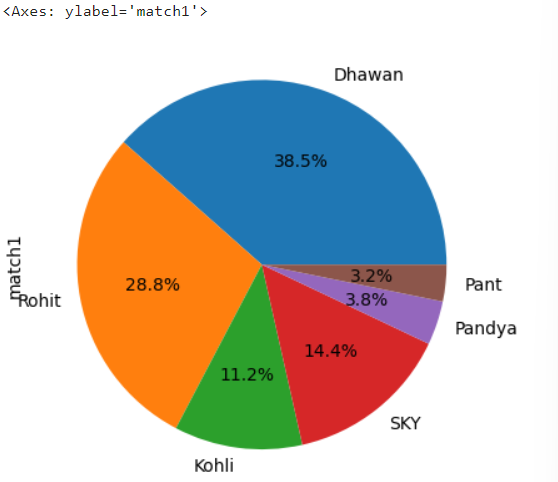 <Axes: ylabel='match1'>
Dhawan
38.5%
match1
Rohit
28.8%
3.2%
Pant
3.8%
Pandya
14.4%
11.2%
SKY
Kohli